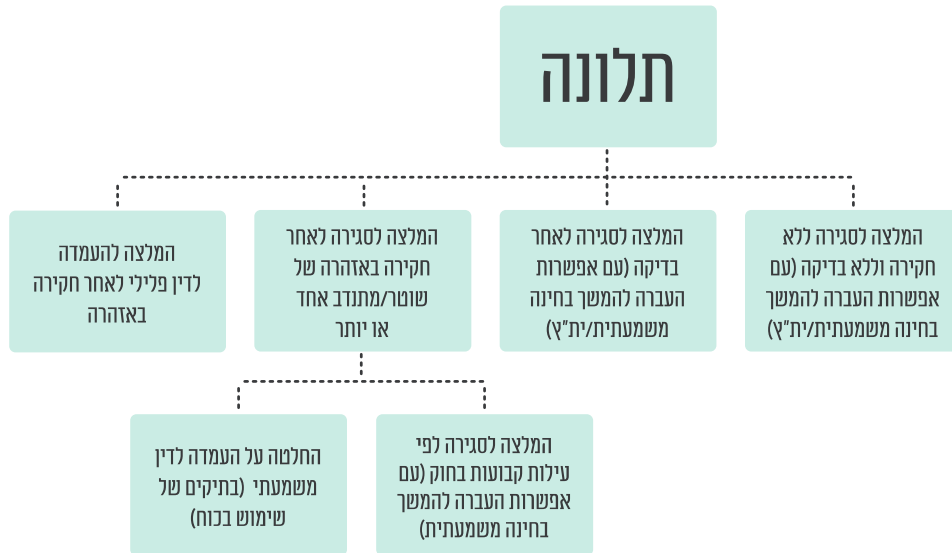 תלונה
המלצה לסגירה ללא
חקירה וללא בדיקה (עם
אפשרות העברה להמשך
בחינה משמעתית/ית"ץ)
המלצה לסגירה לאחר
בדיקה (עם אפשרות
העברה להמשך בחינה
משמעתית/ית"ץ)
המלצה לסגירה לאחר
חקירה באזהרה של
שוטר/מתנדב אחד
או יותר
המלצה להעמדה
לדין פלילי לאחר חקירה
באזהרה
המלצה לסגירה לפי
עילות קבועות בחוק (עם
אפשרות העברה להמשך
בחינה משמעתית)
החלטה על העמדה לדין
משמעתי (בתיקים של
שימוש בכוח)